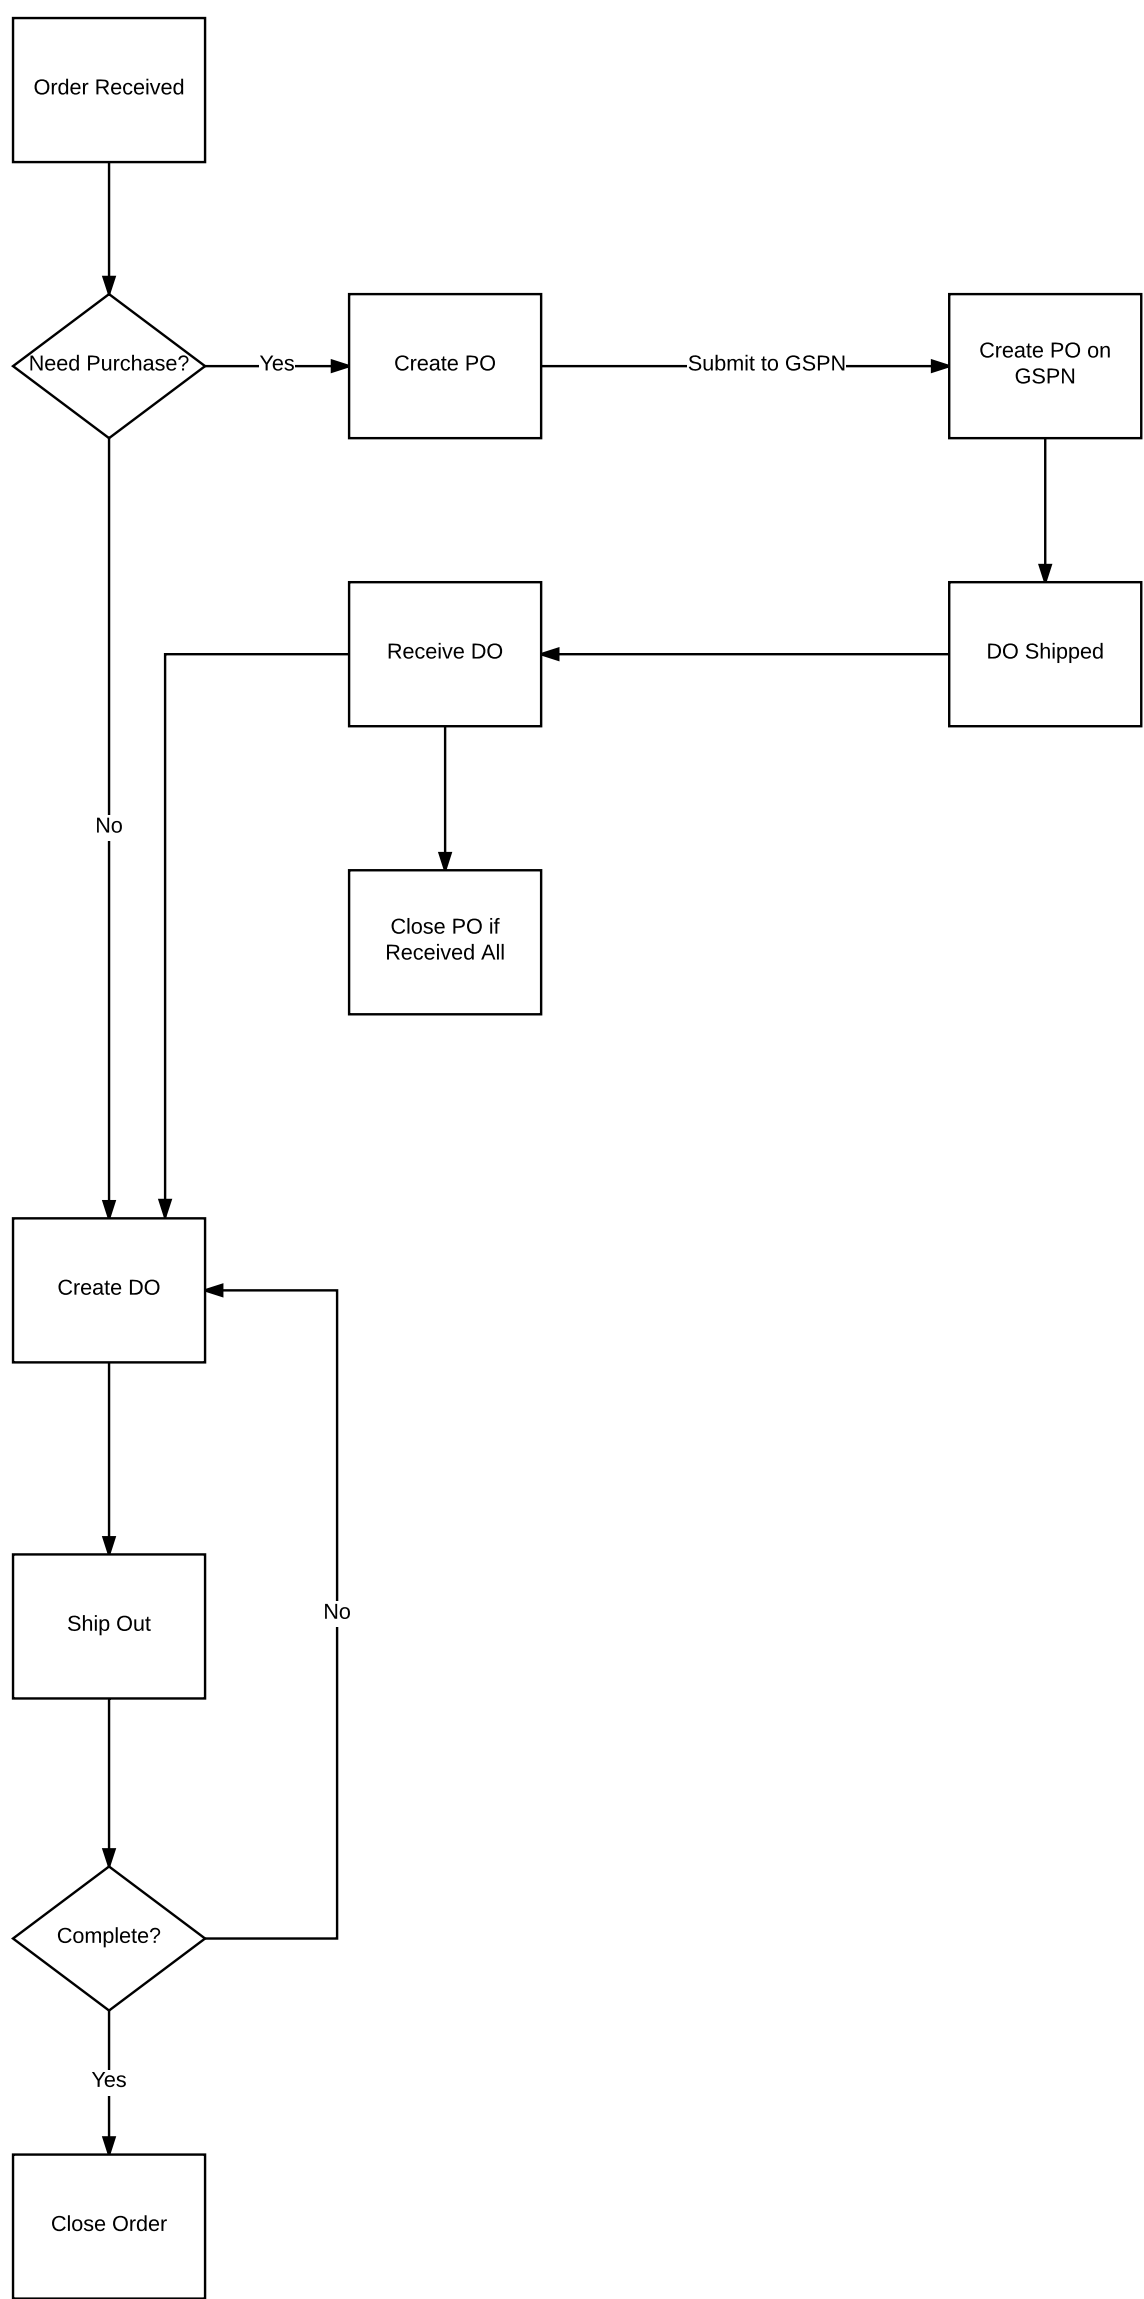 Order Received
Need Purchase?
Yes
Create PO
Submit to GSPN
Create PO on
GSPN
Receive DO
DO Shipped
No
Close PO if
Received All
Create DO
Ship Out
No
Complete?
Yes
Close Order